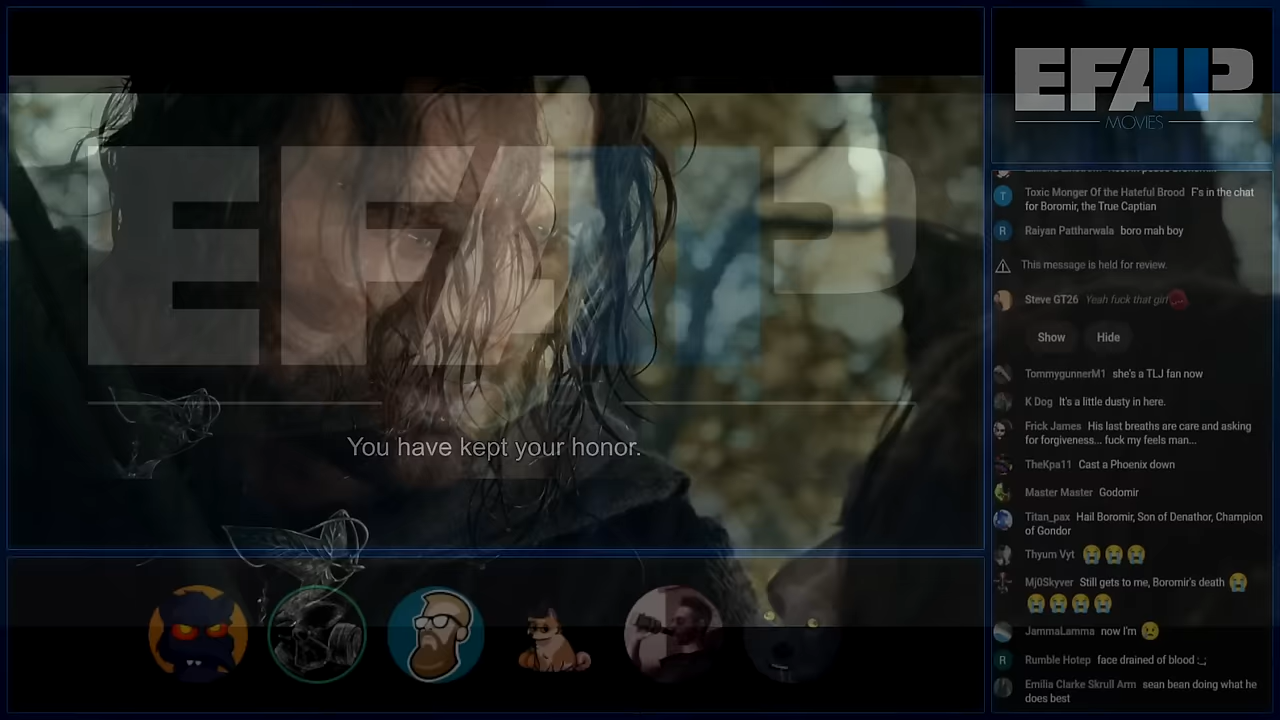 EFAP
MOVIES
EFAP
You have kept your honor.
Toxic Monger Of the Hateful Brood F's in the chat
for Boromir, the True Captian
R Raiyan Pattharwala boro mah boy
This message is held for review.
Steve GT26 Yeah fuck that girl
Show Hide
TommygunnerM1 she's a TLJ fan now
K Dog It's a little dusty in here.
Frick James His last breaths are care and asking
for forgiveness... fuck my feels man...
TheKpa11 Cast a Phoenix down
Master Master Godomir
Titan_pax Hail Boromir, Son of Denathor, Champion
of Gondor
Thyum Vyt 😭😭😭
Mj0Skyver Still gets to me, Boromir's death 😭
😭😭😭😭
JammaLamma now I'm 😢
R Rumble Hotep face drained of blood :_;
Emilia Clarke Skrull Arm sean bean doing what he
does best